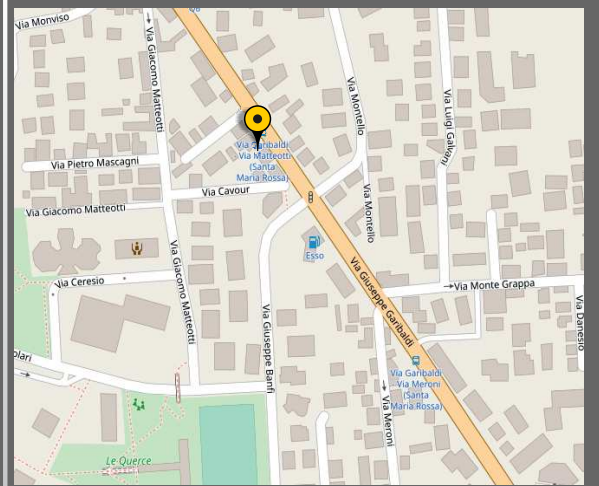 Via Monviso
Via Giacomo Matteotti
Via Montello
Via Luigi Galvani
Via Garibaldi
Via Matteotti
(Santa
Maria Rossa)
Via Pietro Mascagni
Via Cavour
Via Montello
Via Giacomo Matteotti
Esso
Via Giacomo Matteotti
Via Ceresio
Via Giuseppe Garibaldi
→Via Monte Grappa
Via Danesio
Via Giuseppe Banfi
olari
Via Garibaldi
Via Meroni
(Santa
Maria Rossa)
Via Meroni
Le Querce